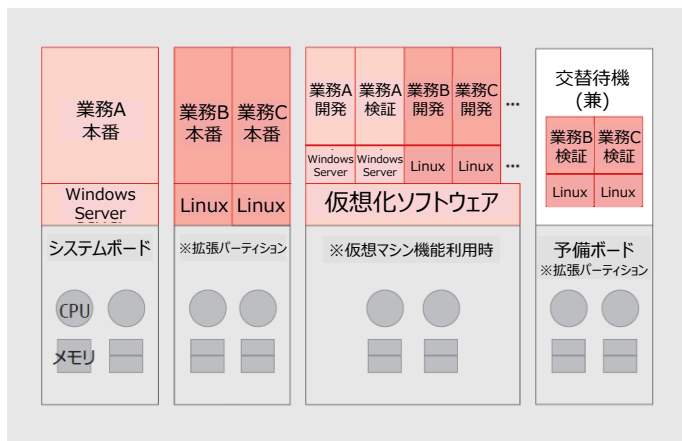 業務A
本番
Windows
Server
システムボード
CPU
メモリ
業務B
本番
業務C
本番
Linux
Linux
※拡張パーティション
業務A
開発
業務A
検証
業務B
開発
業務C
開発
...
Windows
Server
Windows
Server
Linux
Linux
...
仮想化ソフトウェア
※仮想マシン機能利用時
交替待機
(兼)
業務B
検証
業務C
検証
Linux
Linux
予備ボード
※拡張パーティション